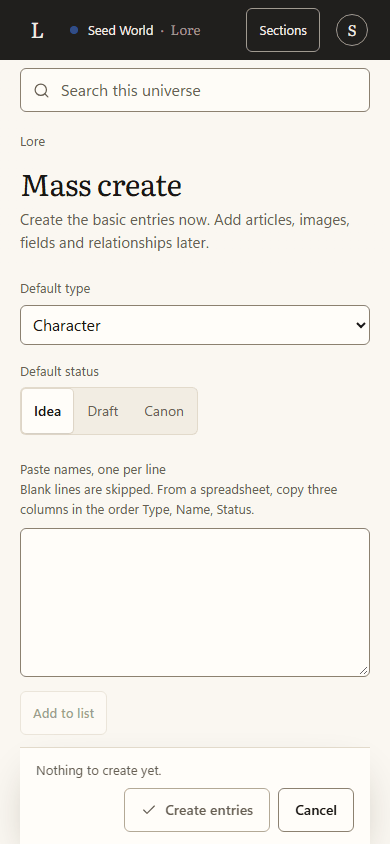 L
Seed World · Lore
Sections
S
Search this universe
Lore
Mass create
Create the basic entries now. Add articles, images,
fields and relationships later.
Default type
Character
Default status
Idea
Draft
Canon
Paste names, one per line
Blank lines are skipped. From a spreadsheet, copy three
columns in the order Type, Name, Status.
Add to list
Nothing to create yet.
Create entries
Cancel